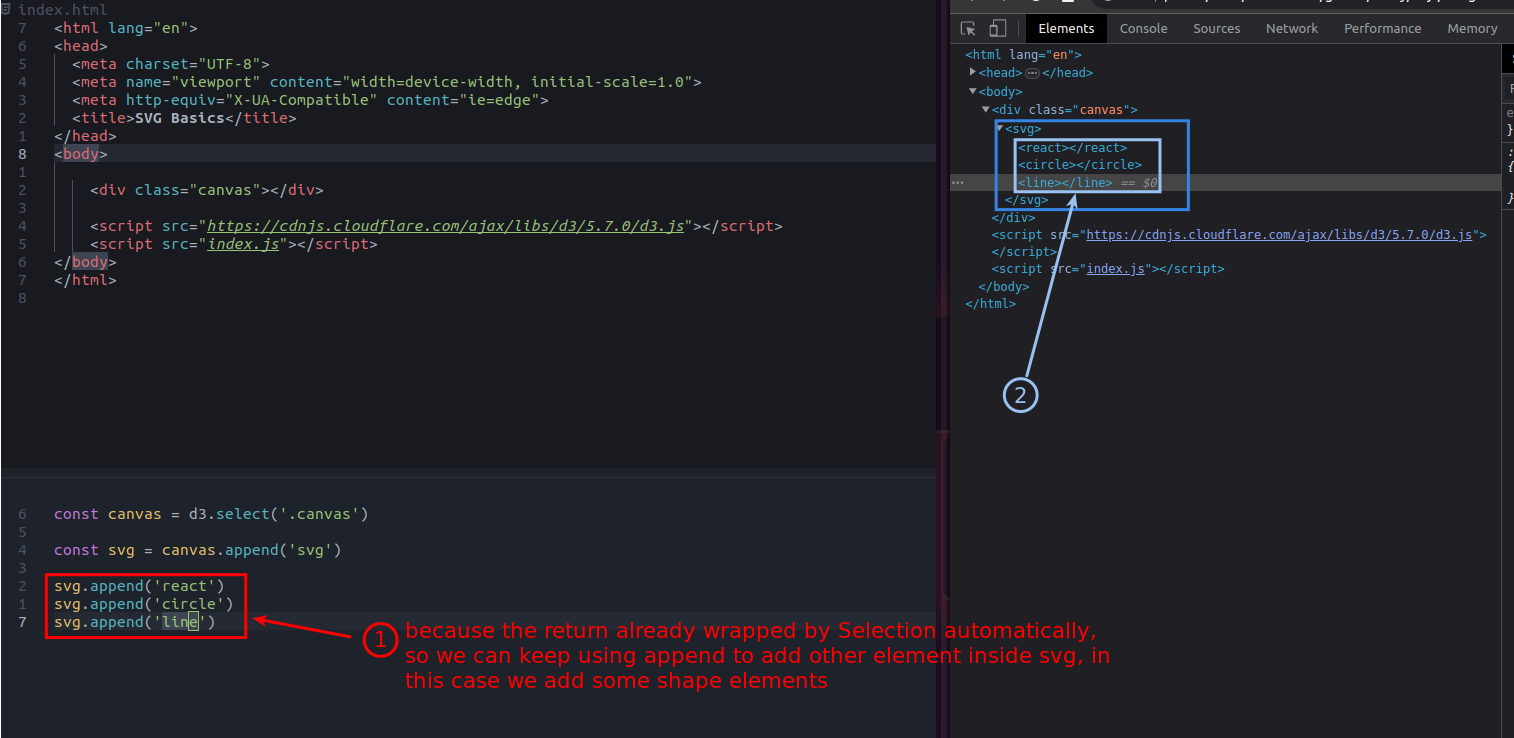 index.html
7 <html lang="en">
6 <head>
5 <meta charset="UTF-8">
4 <meta name="viewport" content="width=device-width, initial-scale=1.0">
3 <meta http-equiv="X-UA-Compatible" content="ie=edge">
2 <title>SVG Basics</title>
1 </head>
8 <body>
1
2 <div class="canvas"></div>
3
4 <script src="https://cdnjs.cloudflare.com/ajax/libs/d3/5.7.0/d3.js"></script>
5 <script src="index.js"></script>
6 </body>
7 </html>
8
6 const canvas = d3.select('.canvas')
5
4 const svg = canvas.append('svg')
3
2 svg.append('react')
1 svg.append('circle')
7 svg.append('line')
1 because the return already wrapped by Selection automatically,
so we can keep using append to add other element inside svg, in
this case we add some shape elements
Elements Console Sources Network Performance Memory
<html lang="en">
<head> ••• </head>
<body>
<div class="canvas">
<svg>
<react></react>
<circle></circle>
••• <line></line> == $0
</svg>
</div>
<script src="https://cdnjs.cloudflare.com/ajax/libs/d3/5.7.0/d3.js">
</script>
<script src="index.js"></script>
</body>
</html>
2